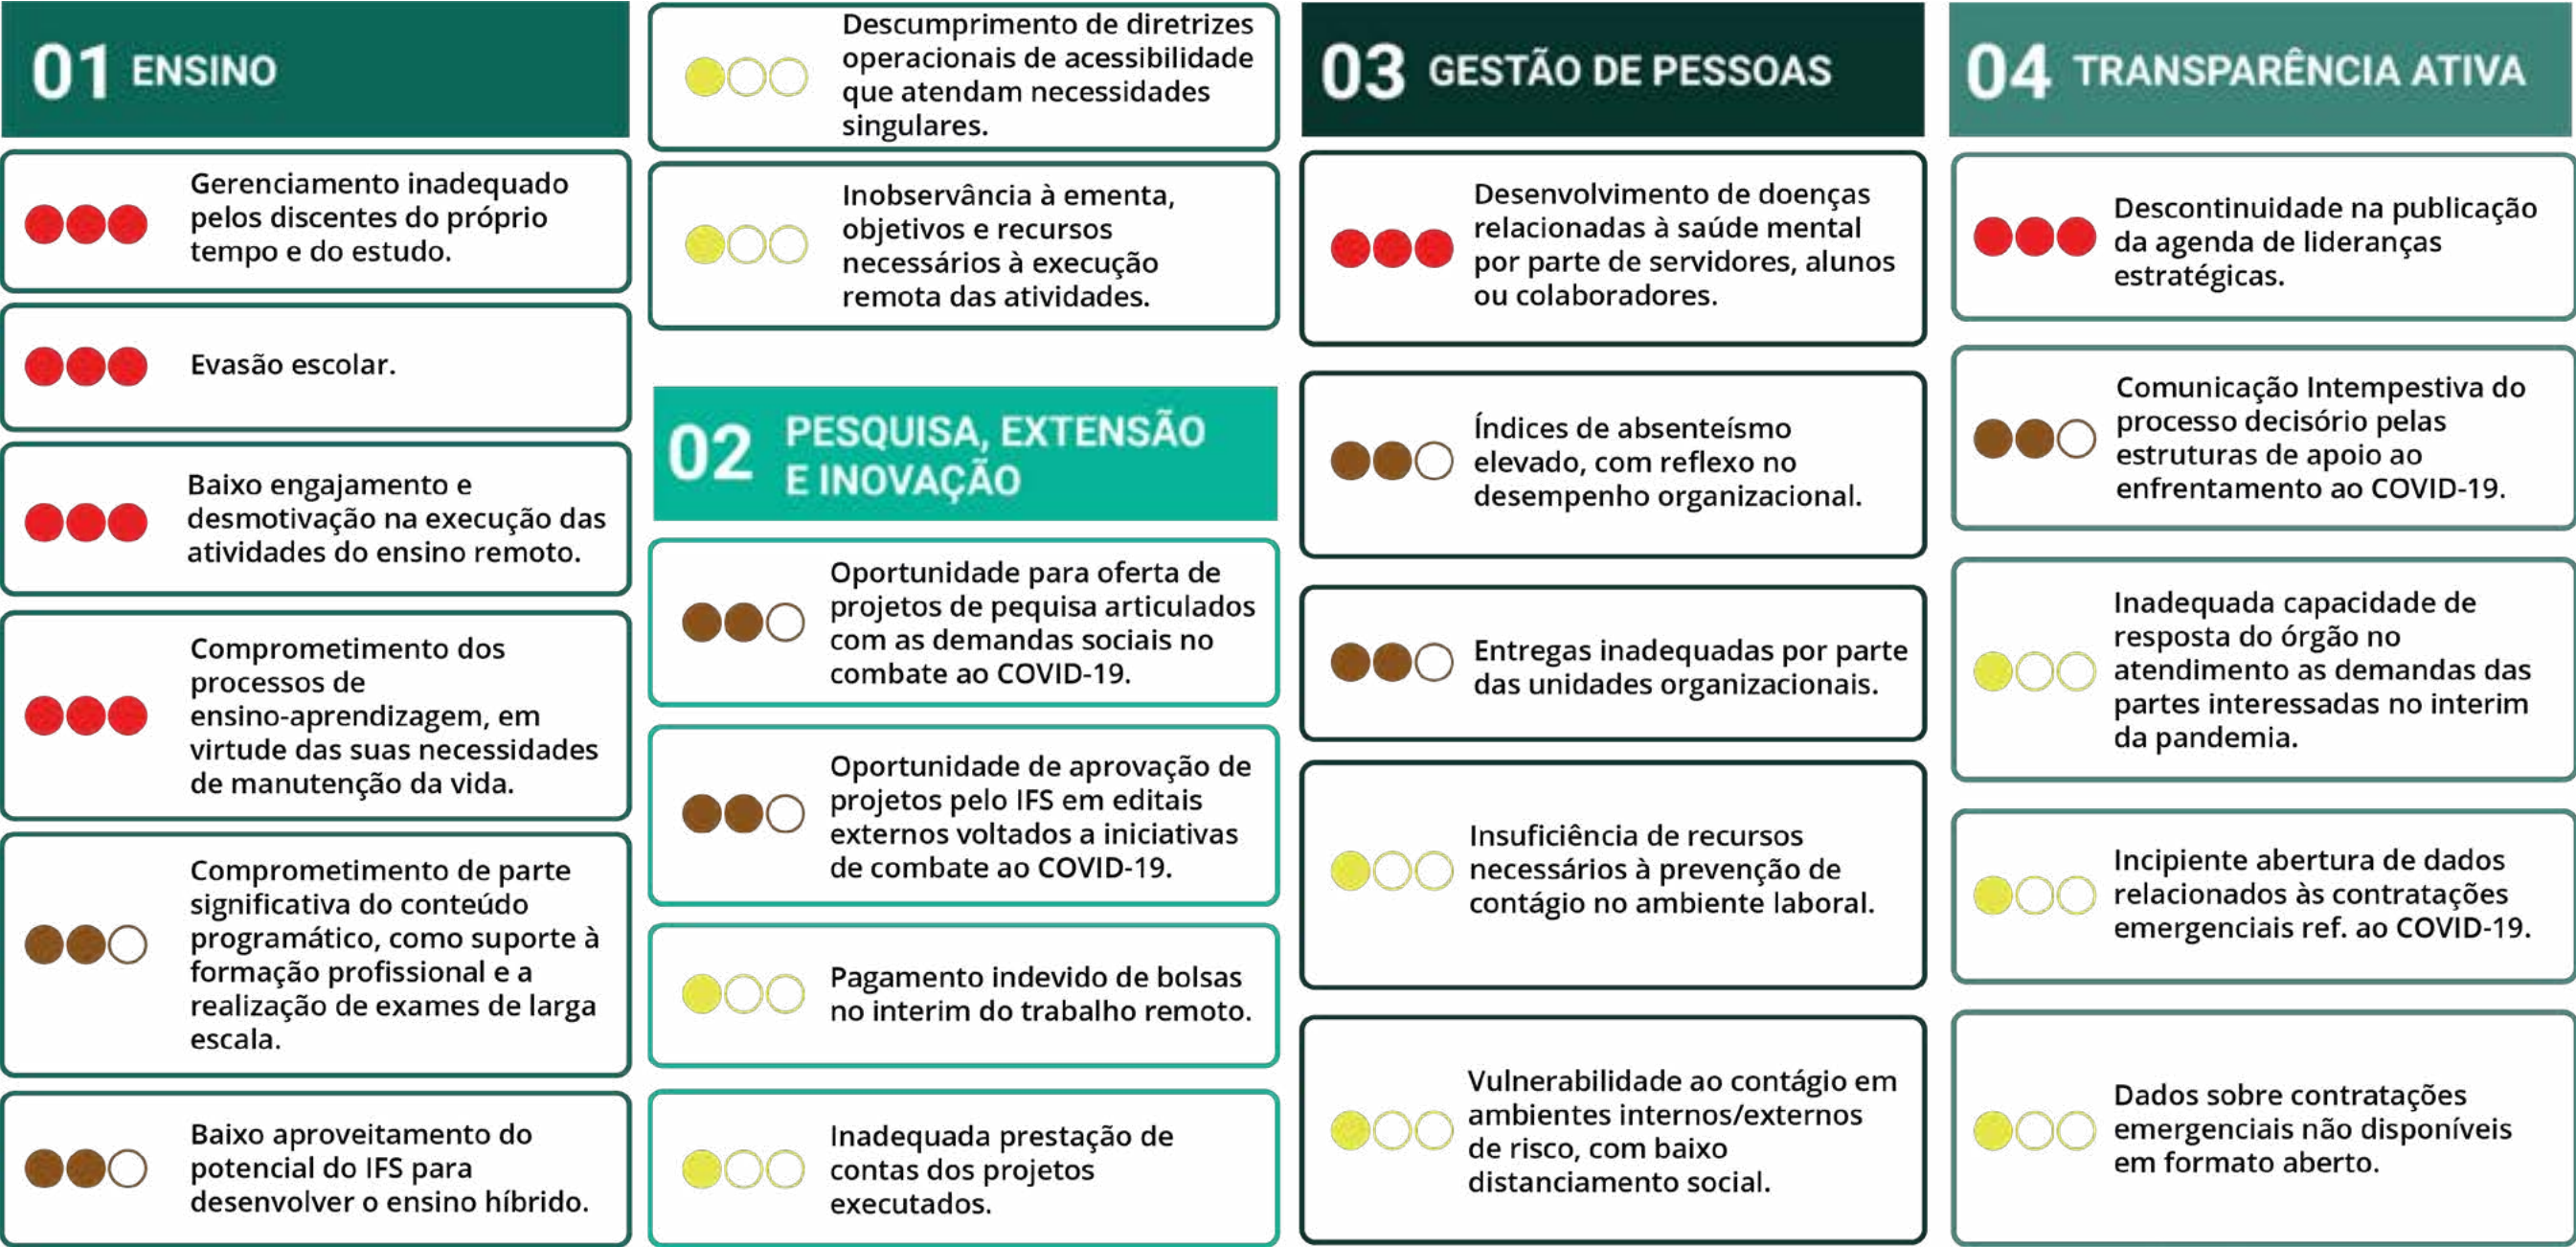 01 ENSINO
Gerenciamento inadequado
pelos discentes do próprio
tempo e do estudo.
Evasão escolar.
Baixo engajamento e
desmotivação na execução das
atividades do ensino remoto.
Comprometimento dos
processos de
ensino-aprendizagem, em
virtude das suas necessidades
de manutenção da vida.
Comprometimento de parte
significativa do conteúdo
programático, como suporte à
formação profissional e a
realização de exames de larga
escala.
Baixo aproveitamento do
potencial do IFS para
desenvolver o ensino híbrido.
Descumprimento de diretrizes
operacionais de acessibilidade
que atendam necessidades
singulares.
Inobservância à ementa,
objetivos e recursos
necessários à execução
remota das atividades.
02 PESQUISA, EXTENSÃO
E INOVAÇÃO
Oportunidade para oferta de
projetos de pequisa articulados
com as demandas sociais no
combate ao COVID-19.
Oportunidade de aprovação de
projetos pelo IFS em editais
externos voltados a iniciativas
de combate ao COVID-19.
Pagamento indevido de bolsas
no interim do trabalho remoto.
Inadequada prestação de
contas dos projetos
executados.
03 GESTÃO DE PESSOAS
Desenvolvimento de doenças
relacionadas à saúde mental
por parte de servidores, alunos
ou colaboradores.
Índices de absenteísmo
elevado, com reflexo no
desempenho organizacional.
Entregas inadequadas por parte
das unidades organizacionais.
Insuficiência de recursos
necessários à prevenção de
contágio no ambiente laboral.
Vulnerabilidade ao contágio em
ambientes internos/externos
de risco, com baixo
distanciamento social.
04 TRANSPARÊNCIA ATIVA
Descontinuidade na publicação
da agenda de lideranças
estratégicas.
Comunicação Intempestiva do
processo decisório pelas
estruturas de apoio ao
enfrentamento ao COVID-19.
Inadequada capacidade de
resposta do órgão no
atendimento as demandas das
partes interessadas no interim
da pandemia.
Incipiente abertura de dados
relacionados às contratações
emergenciais ref. ao COVID-19.
Dados sobre contratações
emergenciais não disponíveis
em formato aberto.